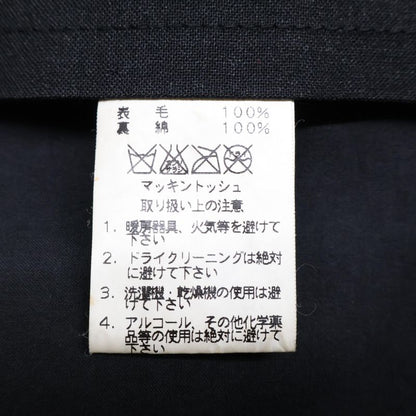 表 毛 100%
裏 綿 100%
マッキントッシュ
取り扱い上の注意
1. 暖房器具、火気等を避けて
下さい
2. ドライクリーニングは絶対
に避けて下さい
3. 洗濯機・乾燥機の使用は避
けて下さい
4. アルコール、その他化学薬
品等の使用は絶対に避けて
下さい